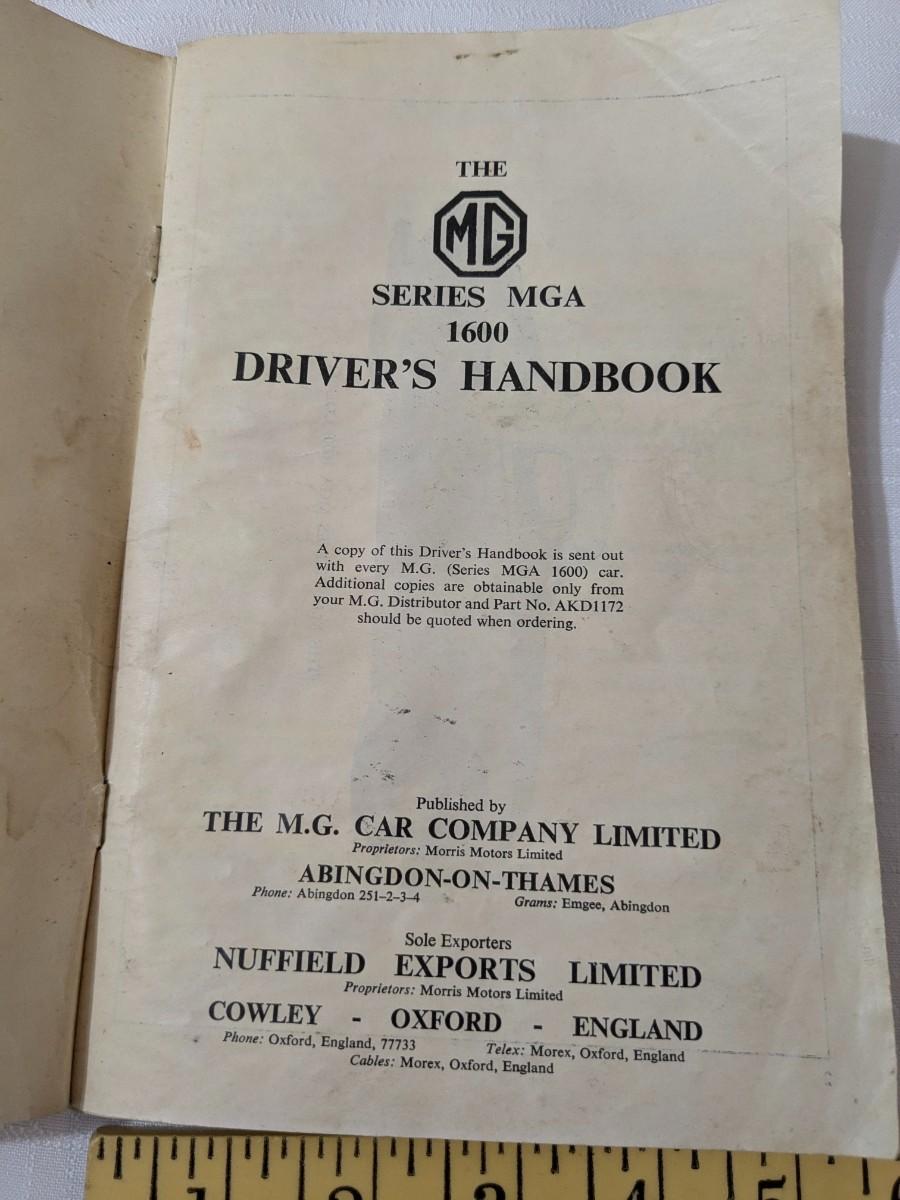 THE
MG
SERIES MGA
1600
DRIVER'S HANDBOOK
A copy of this Driver's Handbook is sent out
with every M.G. (Series MGA 1600) car.
Additional copies are obtainable only from
your M.G. Distributor and Part No. AKD1172
should be quoted when ordering.
Published by
THE M.G. CAR COMPANY LIMITED
Proprietors: Morris Motors Limited
ABINGDON-ON-THAMES
Phone: Abingdon 251–2–3–4 Grams: Emgee, Abingdon
Sole Exporters
NUFFIELD EXPORTS LIMITED
Proprietors: Morris Motors Limited
COWLEY - OXFORD - ENGLAND
Phone: Oxford, England, 77733 Telex: Morex, Oxford, England
Cables: Morex, Oxford, England
1 2 3 4 5